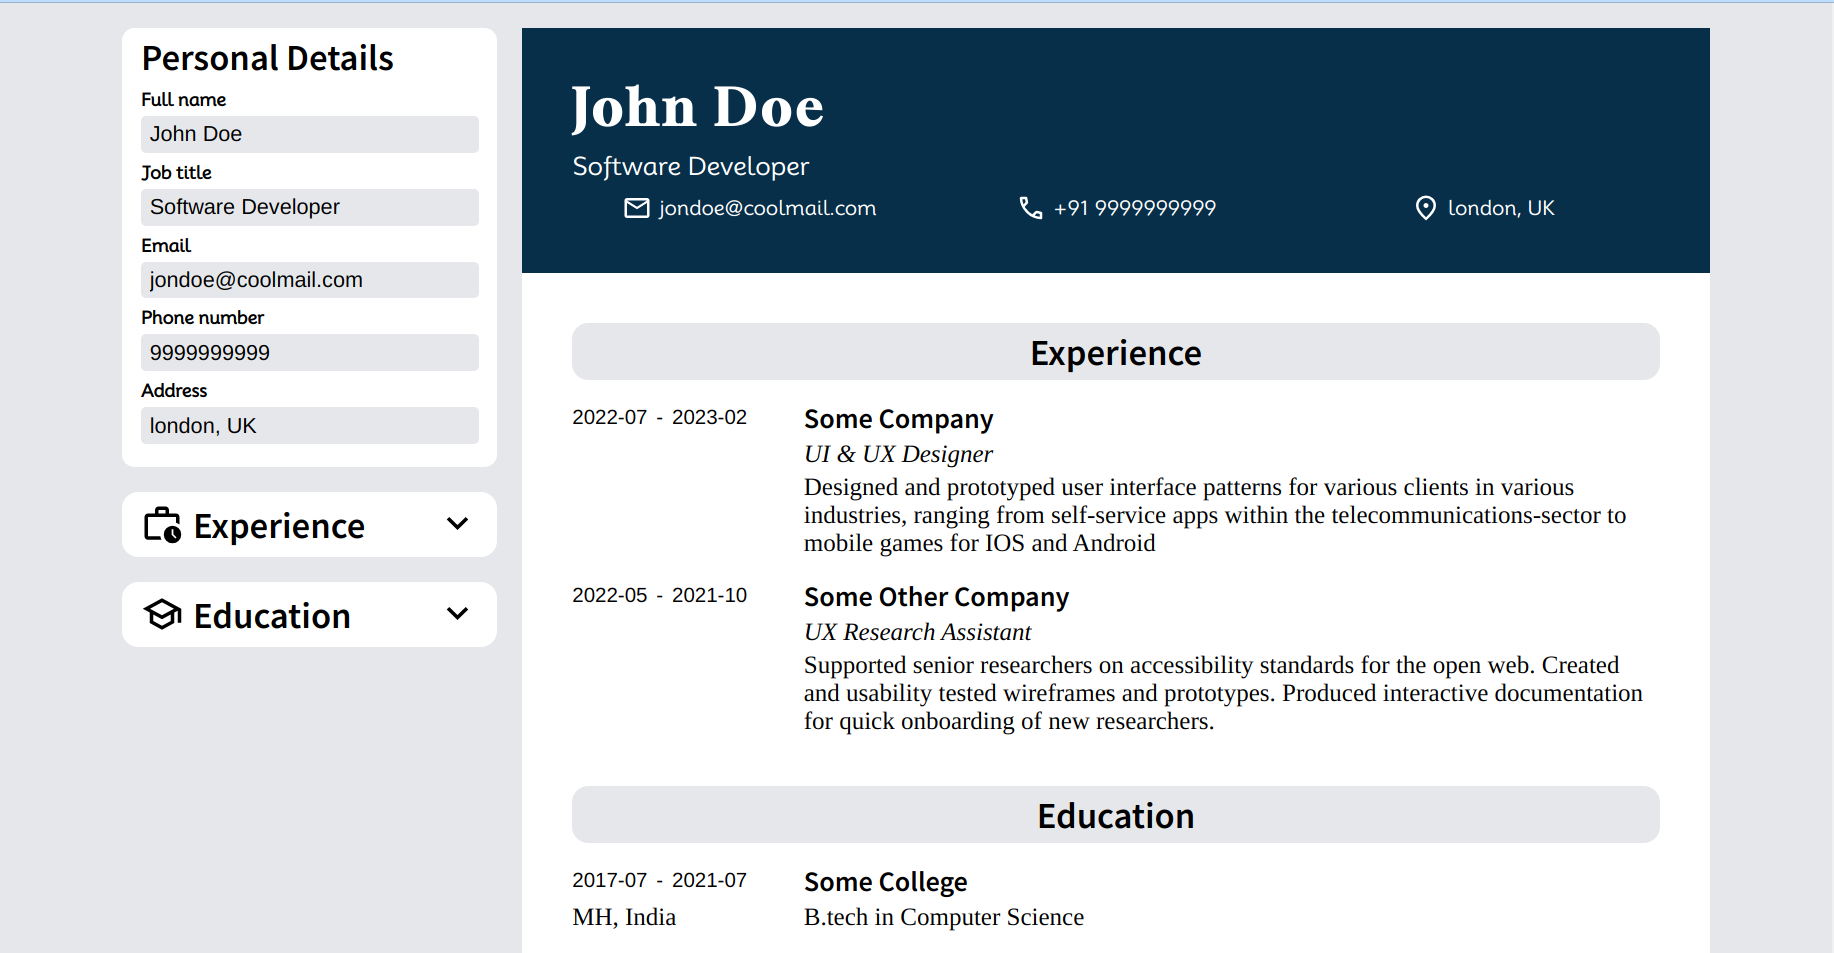 Personal Details
Full name
John Doe
Job title
Software Developer
Email
jondoe@coolmail.com
Phone number
9999999999
Address
london, UK
Experience
Education
John Doe
Software Developer
jondoe@coolmail.com +91 9999999999 london, UK
Experience
2022-07 - 2023-02 Some Company
UI & UX Designer
Designed and prototyped user interface patterns for various clients in various
industries, ranging from self-service apps within the telecommunications-sector to
mobile games for IOS and Android
2022-05 - 2021-10 Some Other Company
UX Research Assistant
Supported senior researchers on accessibility standards for the open web. Created
and usability tested wireframes and prototypes. Produced interactive documentation
for quick onboarding of new researchers.
Education
2017-07 - 2021-07 Some College
MH, India B.tech in Computer Science